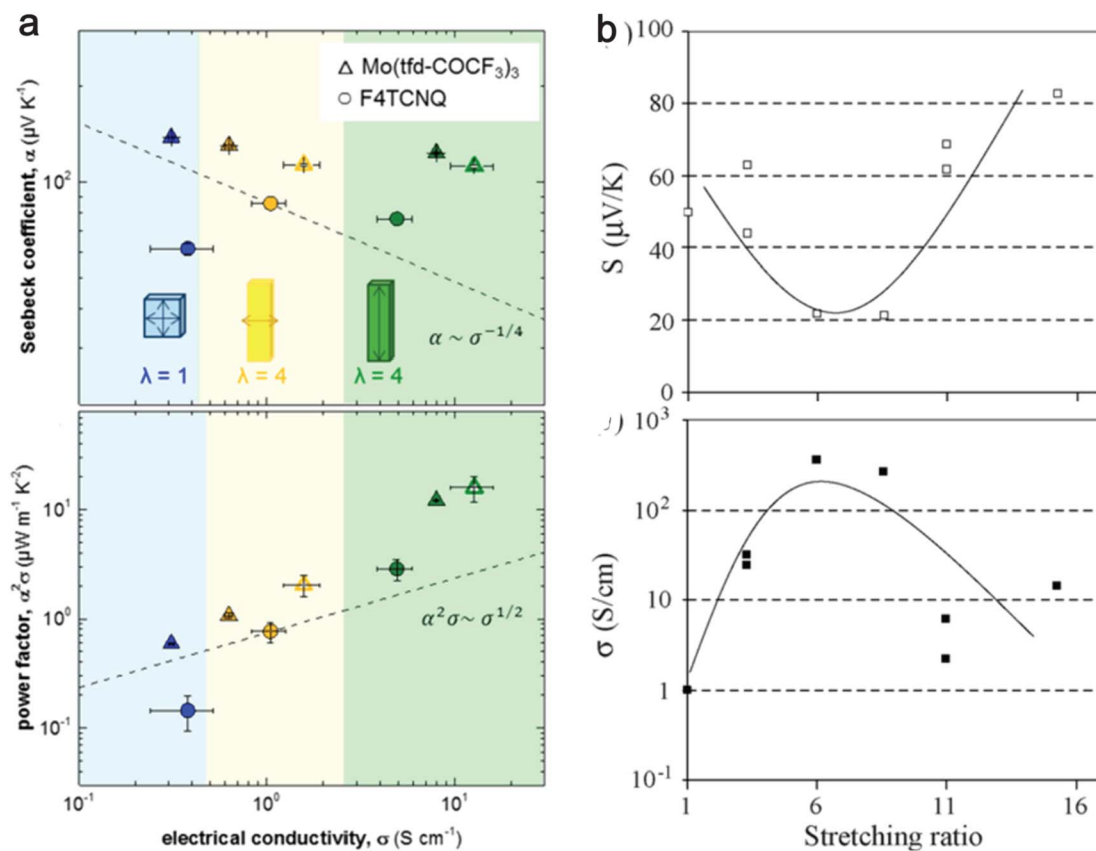 a
Seebeck coefficient, α (µV K⁻¹)
10²
Mo(tfd-COCF₃)₃
F4TCNQ
α ~ σ⁻¹/⁴
λ = 1
λ = 4
λ = 4
power factor, α²σ (µW m⁻¹ K⁻²)
10¹
10⁰
10⁻¹
α²σ~ σ¹/²
10⁻¹
10⁰
10¹
electrical conductivity, σ (S cm⁻¹)
b
S (µV/K)
100
80
60
40
20
0
σ (S/cm)
10³
10²
10
1
10⁻¹
1
6
11
16
Stretching ratio